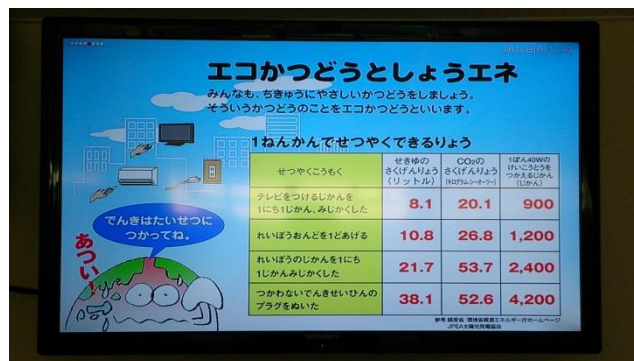 エコかつどうとしょうエネ
みんなも、ちきゅうにやさしいかつどうをしましょう。
そういうかつどうのことをエコかつどうといいます。
1ねんかんでせつやくできるりょう
せつやくこうもく
せきゆの
さくげんりょう
(リットル)
CO₂の
さくげんりょう
(キログラム-シーオーツー)
1ぽん40Wの
けいこうとうを
つかえるじかん
(じかん)
テレビをつけるじかんを
1にち1じかん、みじかくした
8.1
20.1
900
れいぼうおんどを1どあげる
10.8
26.8
1,200
れいぼうのじかんを1にち
1じかんみじかくした
21.7
53.7
2,400
つかわないでんきせいひんの
プラグをぬいた
38.1
52.6
4,200
でんきはたいせつに
つかってね。
あつい!
JPEA太陽光発電協会